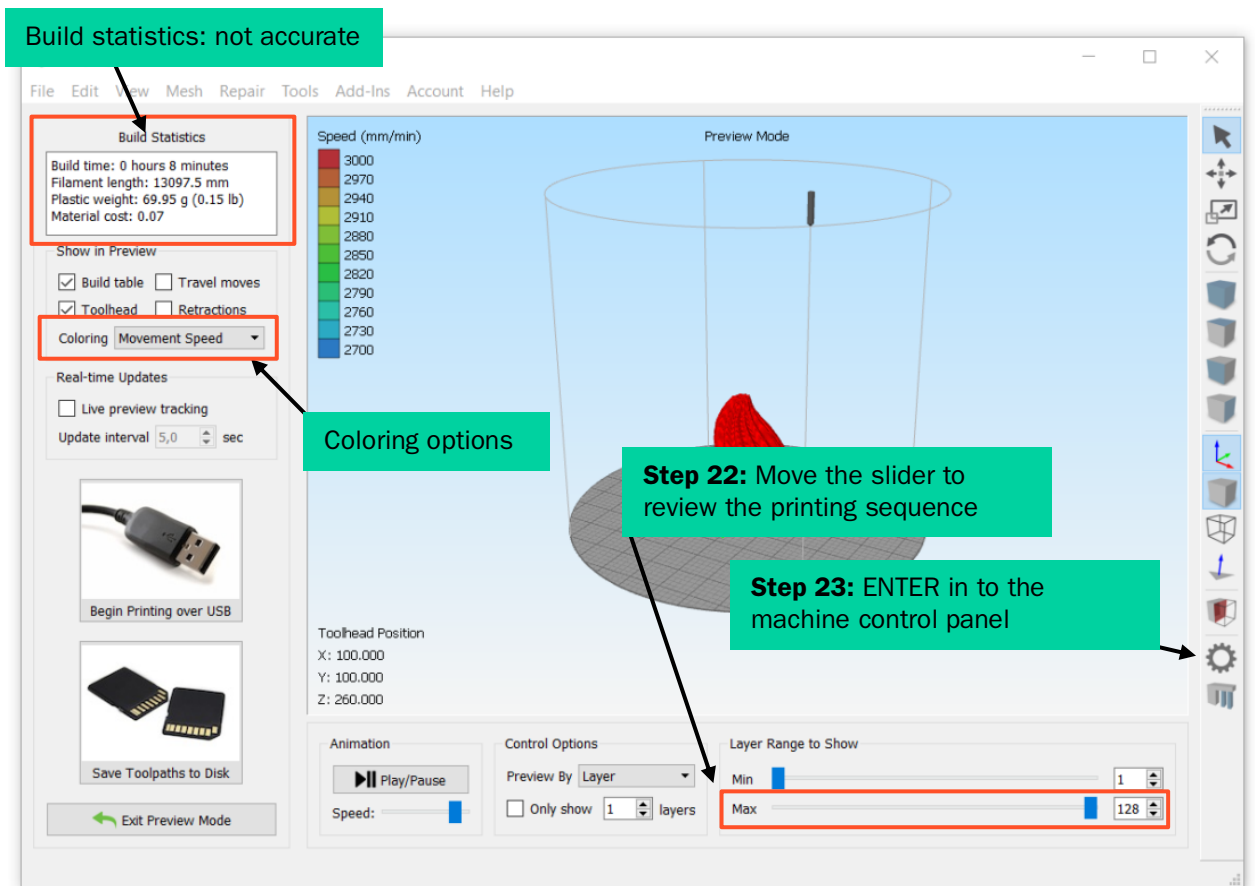 Build statistics: not accurate
File Edit View Mesh Repair Tools Add-Ins Account Help
Build Statistics
Build time: 0 hours 8 minutes
Filament length: 13097.5 mm
Plastic weight: 69.95 g (0.15 lb)
Material cost: 0.07
Show in Preview
Build table Travel moves
Toolhead Retractions
Coloring Movement Speed
Real-time Updates
Live preview tracking
Update interval 5,0 sec
Begin Printing over USB
Save Toolpaths to Disk
Exit Preview Mode
Speed (mm/min)
3000
2970
2940
2910
2880
2850
2820
2790
2760
2730
2700
Preview Mode
Coloring options
Step 22: Move the slider to
review the printing sequence
Step 23: ENTER in to the
machine control panel
Toolhead Position
X: 100.000
Y: 100.000
Z: 260.000
Animation
Play/Pause
Speed:
Control Options
Preview By Layer
Only show 1 layers
Layer Range to Show
Min 1
Max 128